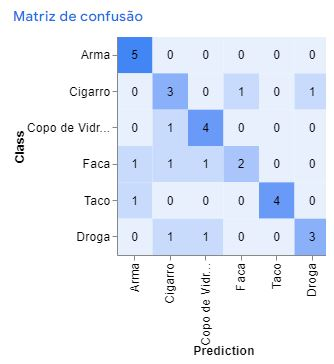 Matriz de confusão
Arma 5 0 0 0 0 0
Cigarro 0 3 0 1 0 1
Copo de Vidr... 0 1 4 0 0 0
Faca 1 1 1 2 0 0
Taco 1 0 0 0 4 0
Droga 0 1 1 0 0 3
Class
Arma Cigarro Copo de Vidr... Faca Taco Droga
Prediction